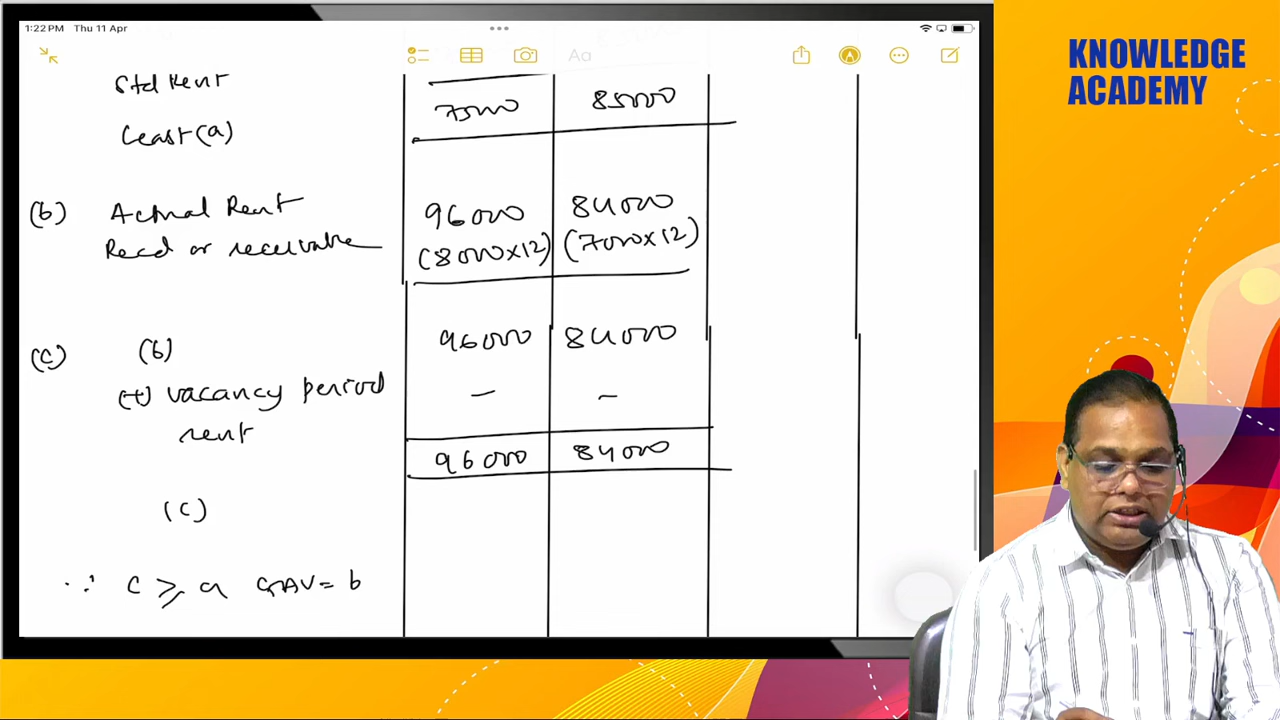 1:22 PM Thu 11 Apr
KNOWLEDGE
ACADEMY
Aa
Std Rent
75000 85000
Least (a)
(b) Actual Rent 96000 84000
Recd or receivable (8000x12) (7000x12)
(c) (b) 96000 84000
(+) vacancy period – –
rent
96000 84000
(c)
∵ c ⩾ a GAV = b